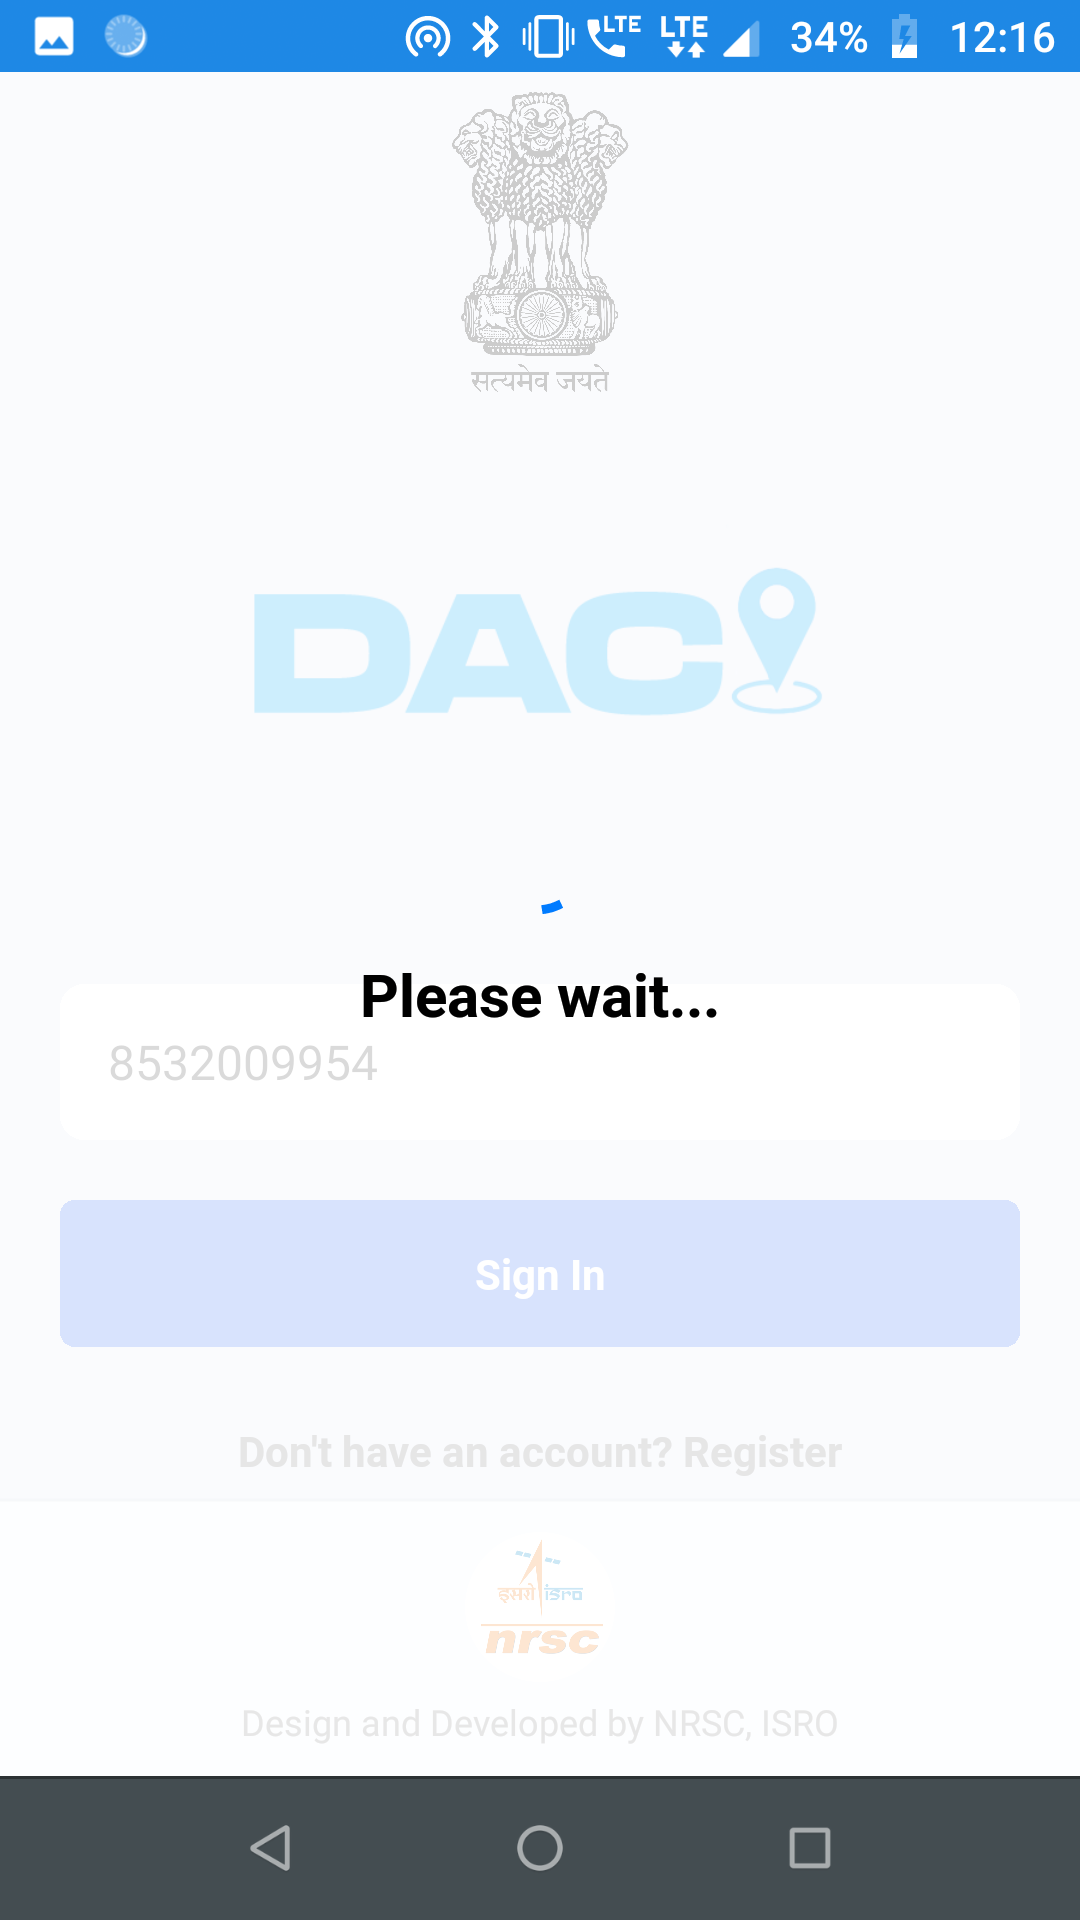 LTE LTE 34% 12:16
सत्यमेव जयते
DAC
Please wait...
8532009954
Sign In
Don't have an account? Register
इसरो isro
nrsc
Design and Developed by NRSC, ISRO